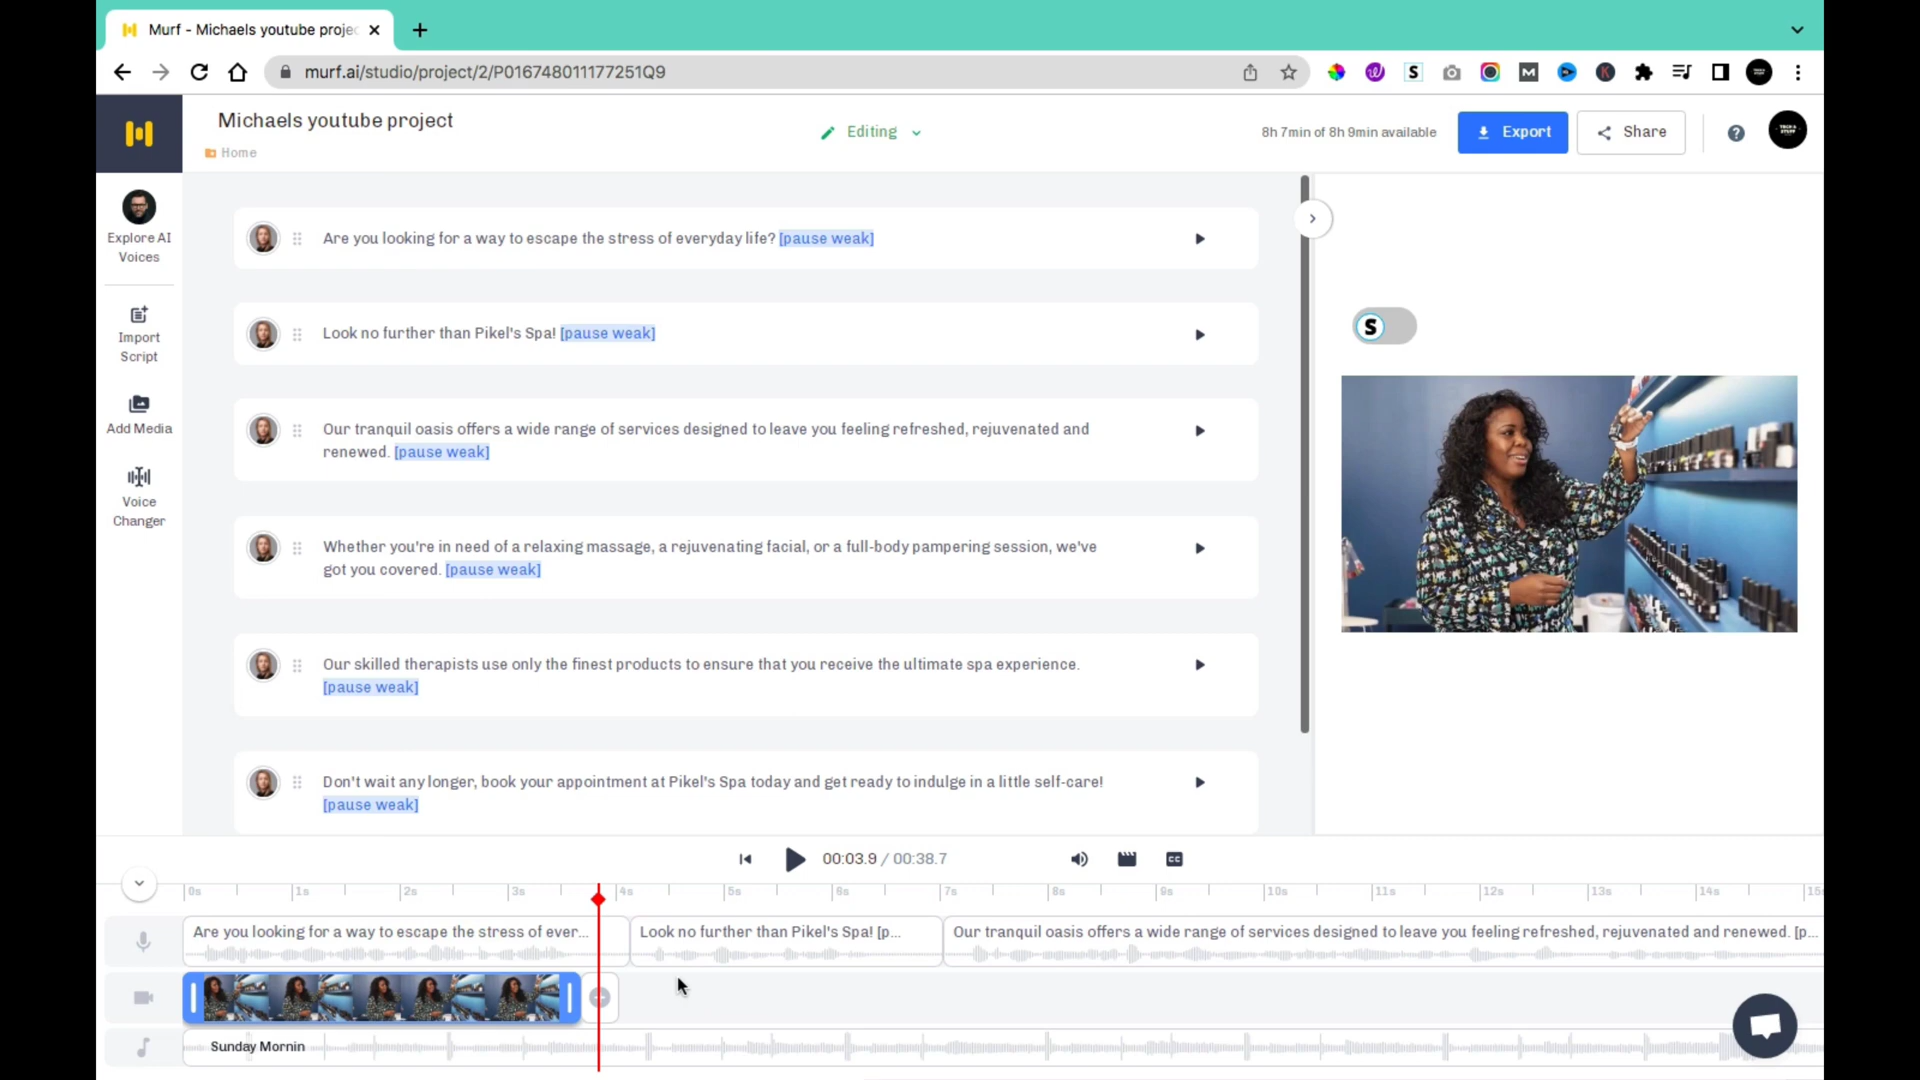 Murf - Michaels youtube projec
murf.ai/studio/project/2/P016748011177251Q9
Michaels youtube project
Home
Editing
8h 7min of 8h 9min available
Export
Share
Explore AI
Voices
Import
Script
Add Media
Voice
Changer
Are you looking for a way to escape the stress of everyday life? [pause weak]
Look no further than Pikel's Spa! [pause weak]
Our tranquil oasis offers a wide range of services designed to leave you feeling refreshed, rejuvenated and
renewed. [pause weak]
Whether you're in need of a relaxing massage, a rejuvenating facial, or a full-body pampering session, we've
got you covered. [pause weak]
Our skilled therapists use only the finest products to ensure that you receive the ultimate spa experience.
[pause weak]
Don't wait any longer, book your appointment at Pikel's Spa today and get ready to indulge in a little self-care!
[pause weak]
S
00:03.9 / 00:38.7
CC
0s 1s 2s 3s 4s 5s 6s 7s 8s 9s 10s 11s 12s 13s 14s 15s
Are you looking for a way to escape the stress of ever...
Look no further than Pikel's Spa! [p...
Our tranquil oasis offers a wide range of services designed to leave you feeling refreshed, rejuvenated and renewed. [p...
Sunday Mornin